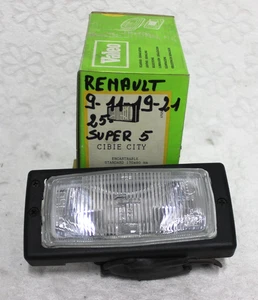 Valeo
RENAULT
9-11-19-21
25-
SUPER 5
CIBIE CITY